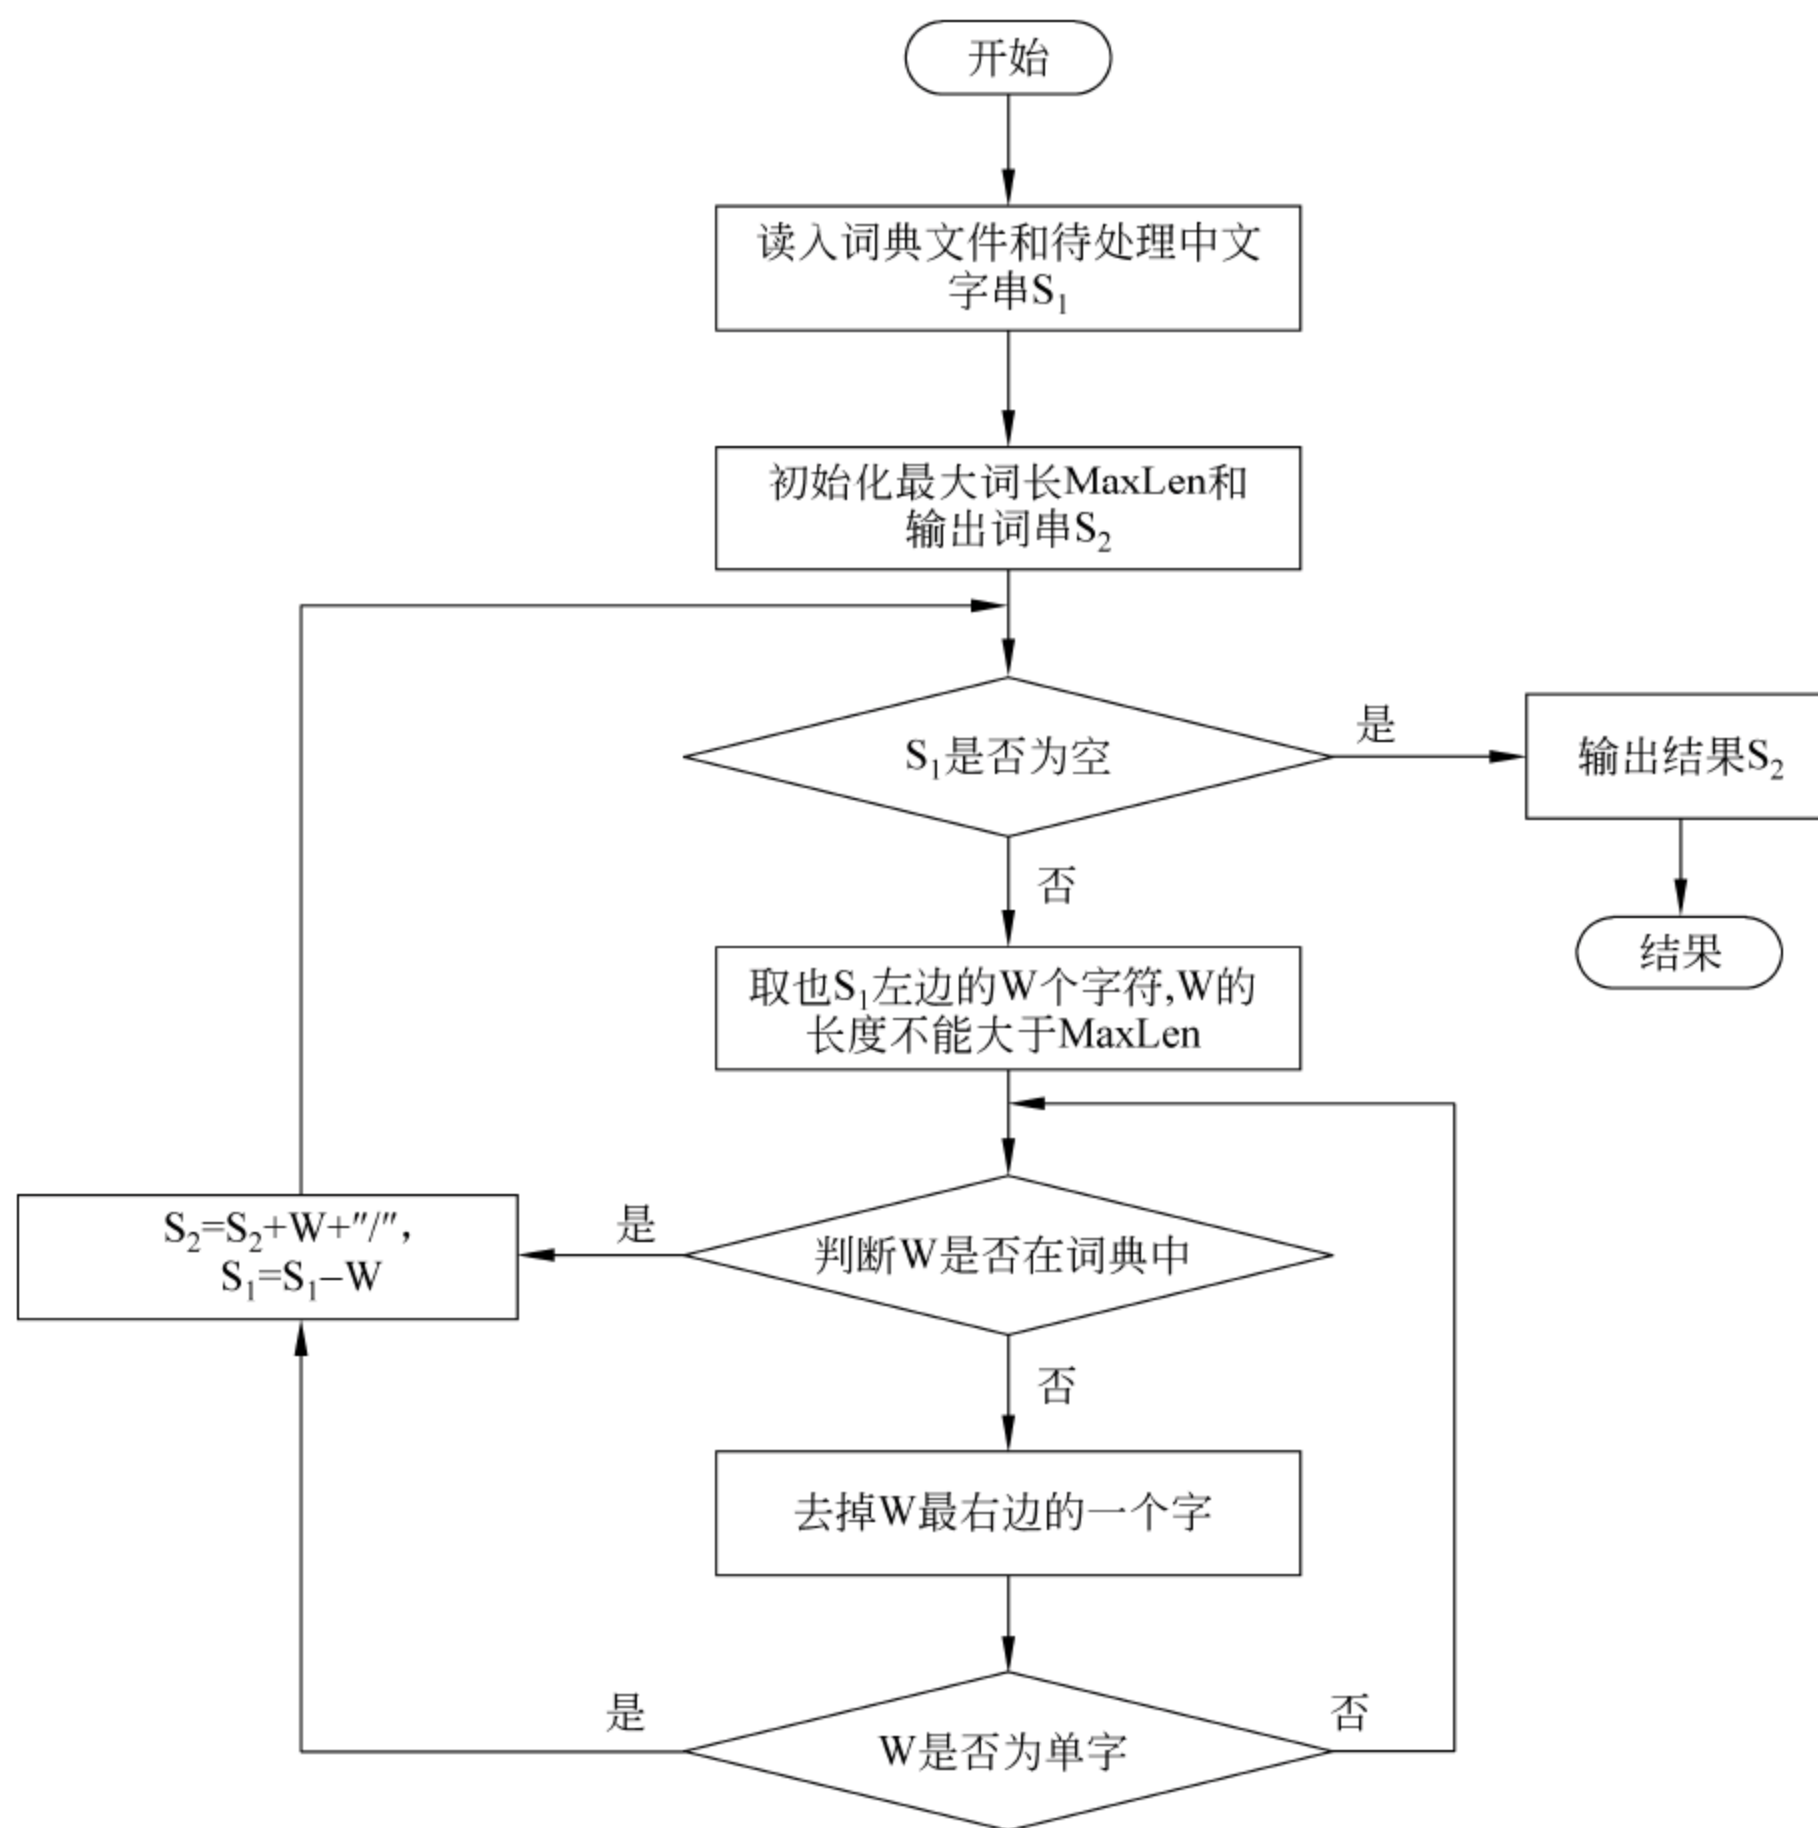 开始
读入词典文件和待处理中文
字串S₁
初始化最大词长MaxLen和
输出词串S₂
S₁是否为空
是
输出结果S₂
否
结果
取也S₁左边的W个字符,W的
长度不能大于MaxLen
S₂=S₂+W+"/",
S₁=S₁–W
是
判断W是否在词典中
否
去掉W最右边的一个字
是
W是否为单字
否